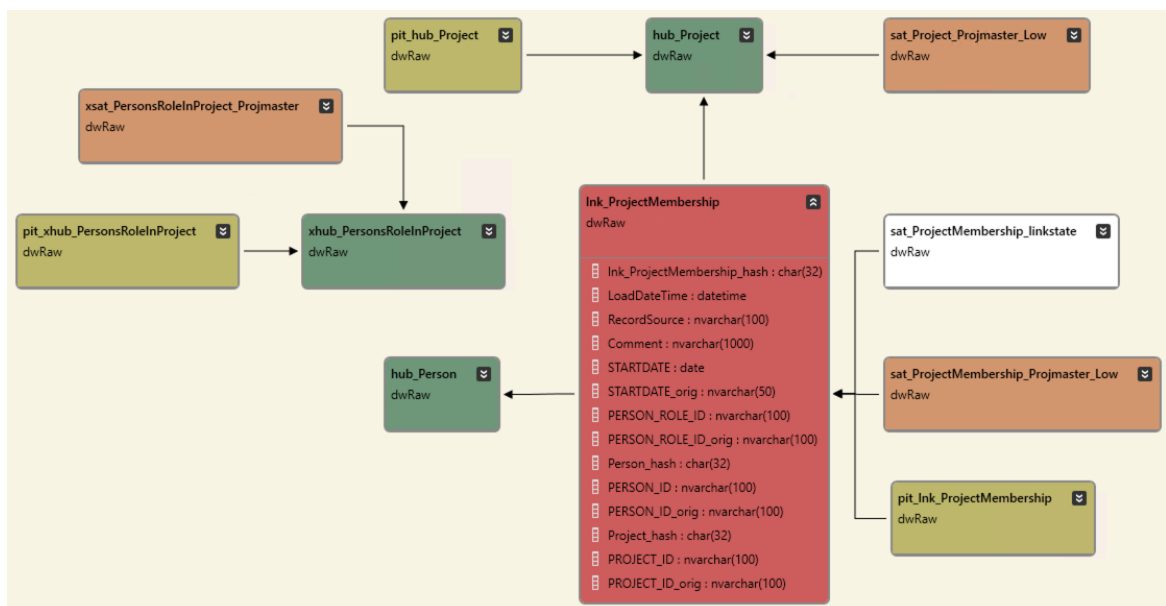 pit_hub_Project
dwRaw
hub_Project
dwRaw
sat_Project_Projmaster_Low
dwRaw
xsat_PersonsRoleInProject_Projmaster
dwRaw
pit_xhub_PersonsRoleInProject
dwRaw
xhub_PersonsRoleInProject
dwRaw
lnk_ProjectMembership
dwRaw
lnk_ProjectMembership_hash : char(32)
LoadDateTime : datetime
RecordSource : nvarchar(100)
Comment : nvarchar(1000)
STARTDATE : date
STARTDATE_orig : nvarchar(50)
PERSON_ROLE_ID : nvarchar(100)
PERSON_ROLE_ID_orig : nvarchar(100)
Person_hash : char(32)
PERSON_ID : nvarchar(100)
PERSON_ID_orig : nvarchar(100)
Project_hash : char(32)
PROJECT_ID : nvarchar(100)
PROJECT_ID_orig : nvarchar(100)
sat_ProjectMembership_linkstate
dwRaw
hub_Person
dwRaw
sat_ProjectMembership_Projmaster_Low
dwRaw
pit_lnk_ProjectMembership
dwRaw